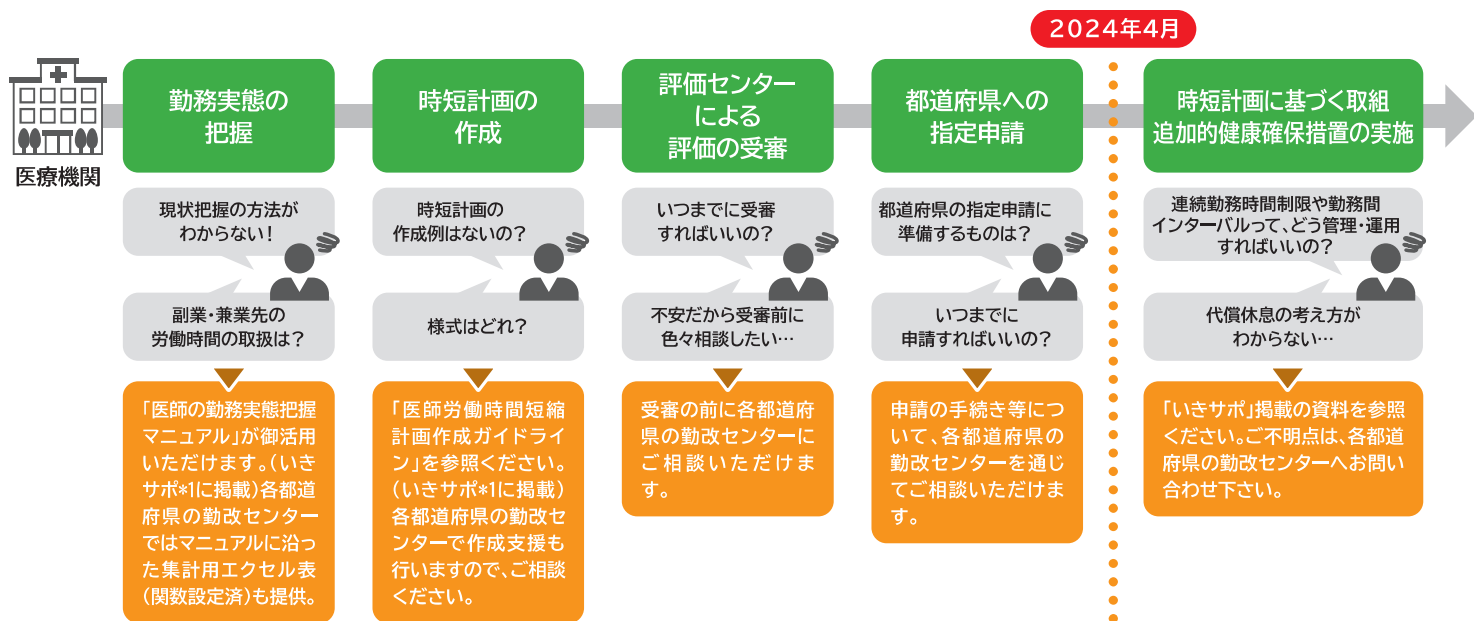 2024年4月
医療機関
勤務実態の
把握
時短計画の
作成
評価センター
による
評価の受審
都道府県への
指定申請
時短計画に基づく取組
追加的健康確保措置の実施
現状把握の方法が
わからない！
副業・兼業先の
労働時間の取扱は？
時短計画の
作成例はないの？
様式はどれ？
いつまでに受審
すればいいの？
不安だから受審前に
色々相談したい…
都道府県の指定申請に
準備するものは？
いつまでに
申請すればいいの？
連続勤務時間制限や勤務間
インターバルって、どう管理・運用
すればいいの？
代償休息の考え方が
わからない…
「医師の勤務実態把握
マニュアル」が御活用
いただけます。（いき
サポ*1に掲載）各都道
府県の勤改センター
ではマニュアルに沿っ
た集計用エクセル表
（関数設定済）も提供。
「医師労働時間短縮
計画作成ガイドライ
ン」を参照ください。
（いきサポ*1に掲載）
各都道府県の勤改セ
ンターで作成支援も
行いますので、ご相談
ください。
受審の前に各都道府
県の勤改センターに
ご相談いただけま
す。
申請の手続き等につ
いて、各都道府県の
勤改センターを通じ
てご相談いただけま
す。
「いきサポ」掲載の資料を参照
ください。ご不明点は、各都道
府県の勤改センターへお問い
合わせ下さい。